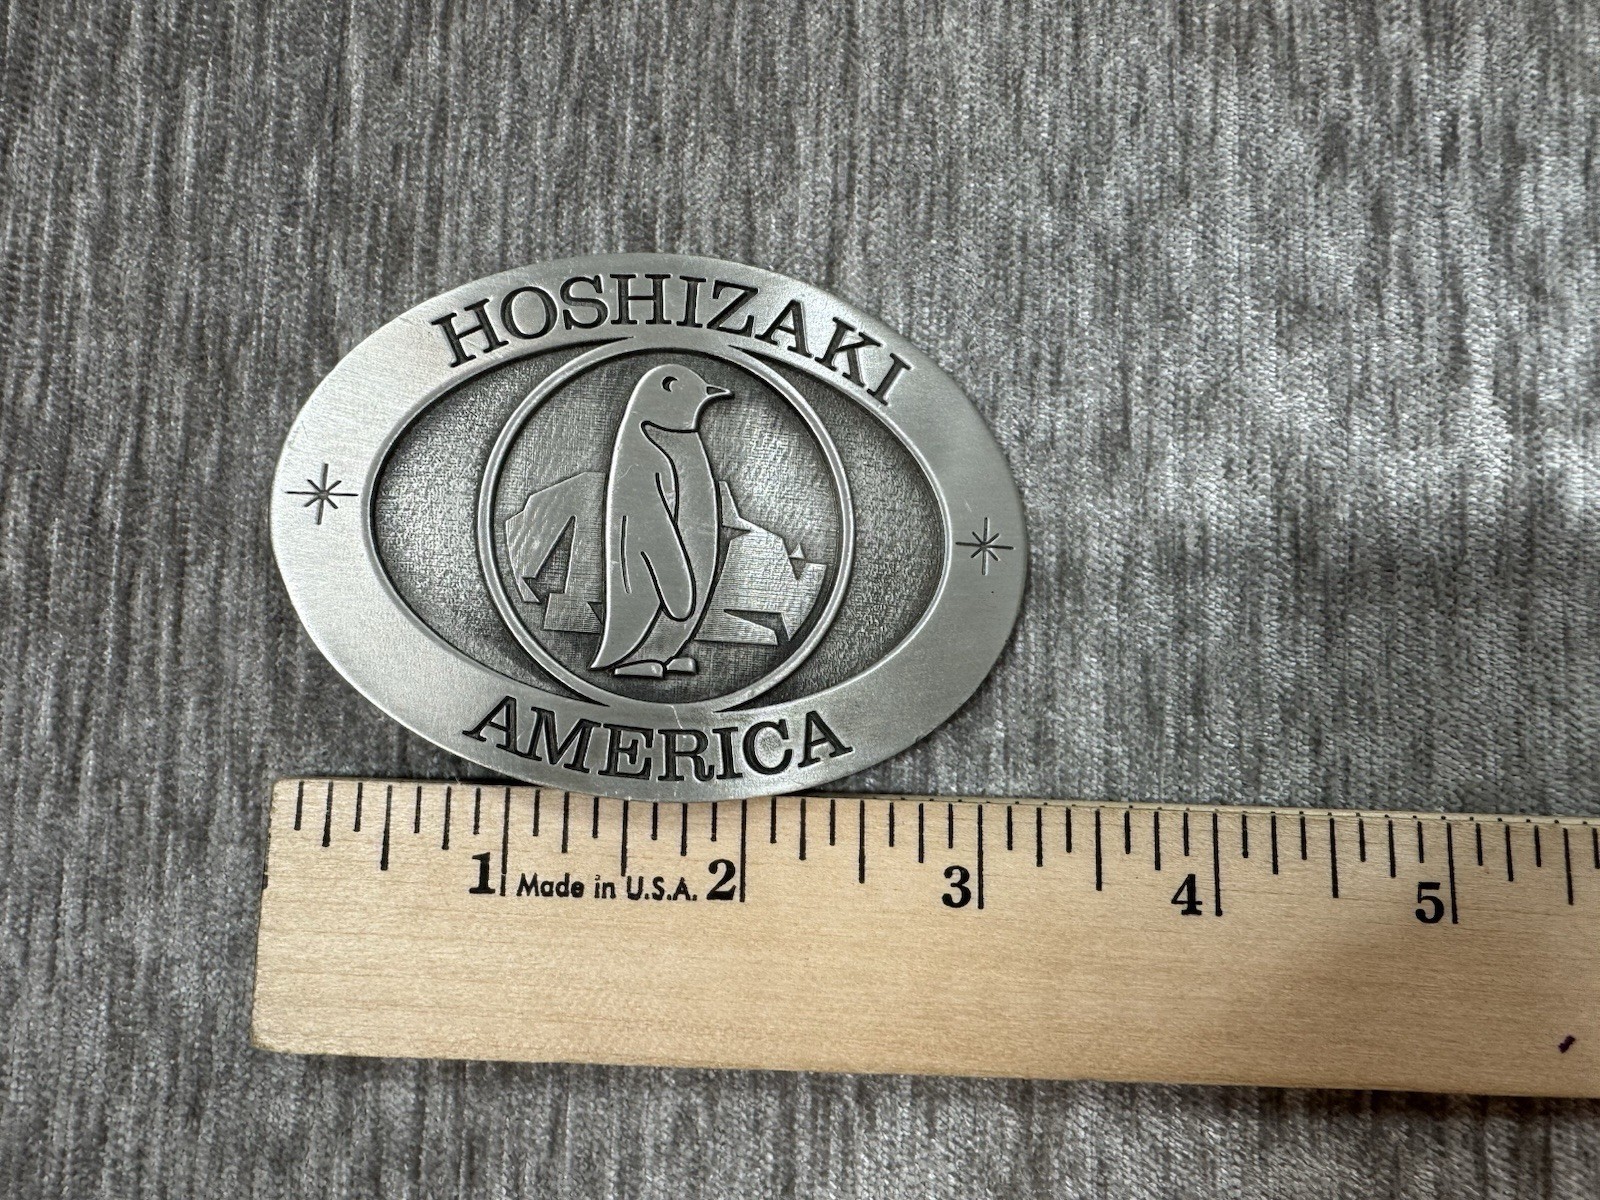 HOSHIZAKI
AMERICA
1 Made in U.S.A. 2 3 4 5